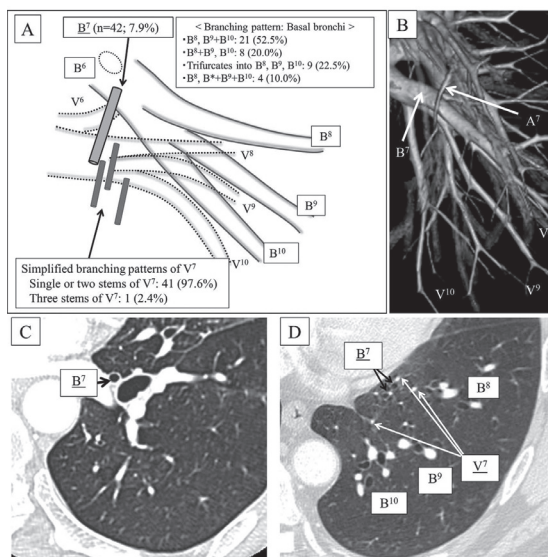 A
B⁷ (n=42; 7.9%)
< Branching pattern: Basal bronchi >
・B⁸, B⁹+B¹⁰: 21 (52.5%)
・B⁸+B⁹, B¹⁰: 8 (20.0%)
・Trifurcates into B⁸, B⁹, B¹⁰: 9 (22.5%)
・B⁸, B*+B⁹+B¹⁰: 4 (10.0%)
B⁶
V⁶
B⁸
V⁸
B⁹
V⁹
B¹⁰
V¹⁰
Simplified branching patterns of V⁷
Single or two stems of V⁷: 41 (97.6%)
Three stems of V⁷: 1 (2.4%)
B
A⁷
B⁷
V
V⁹
V¹⁰
C
B⁷
D
B⁷
B⁸
V⁷
B⁹
B¹⁰